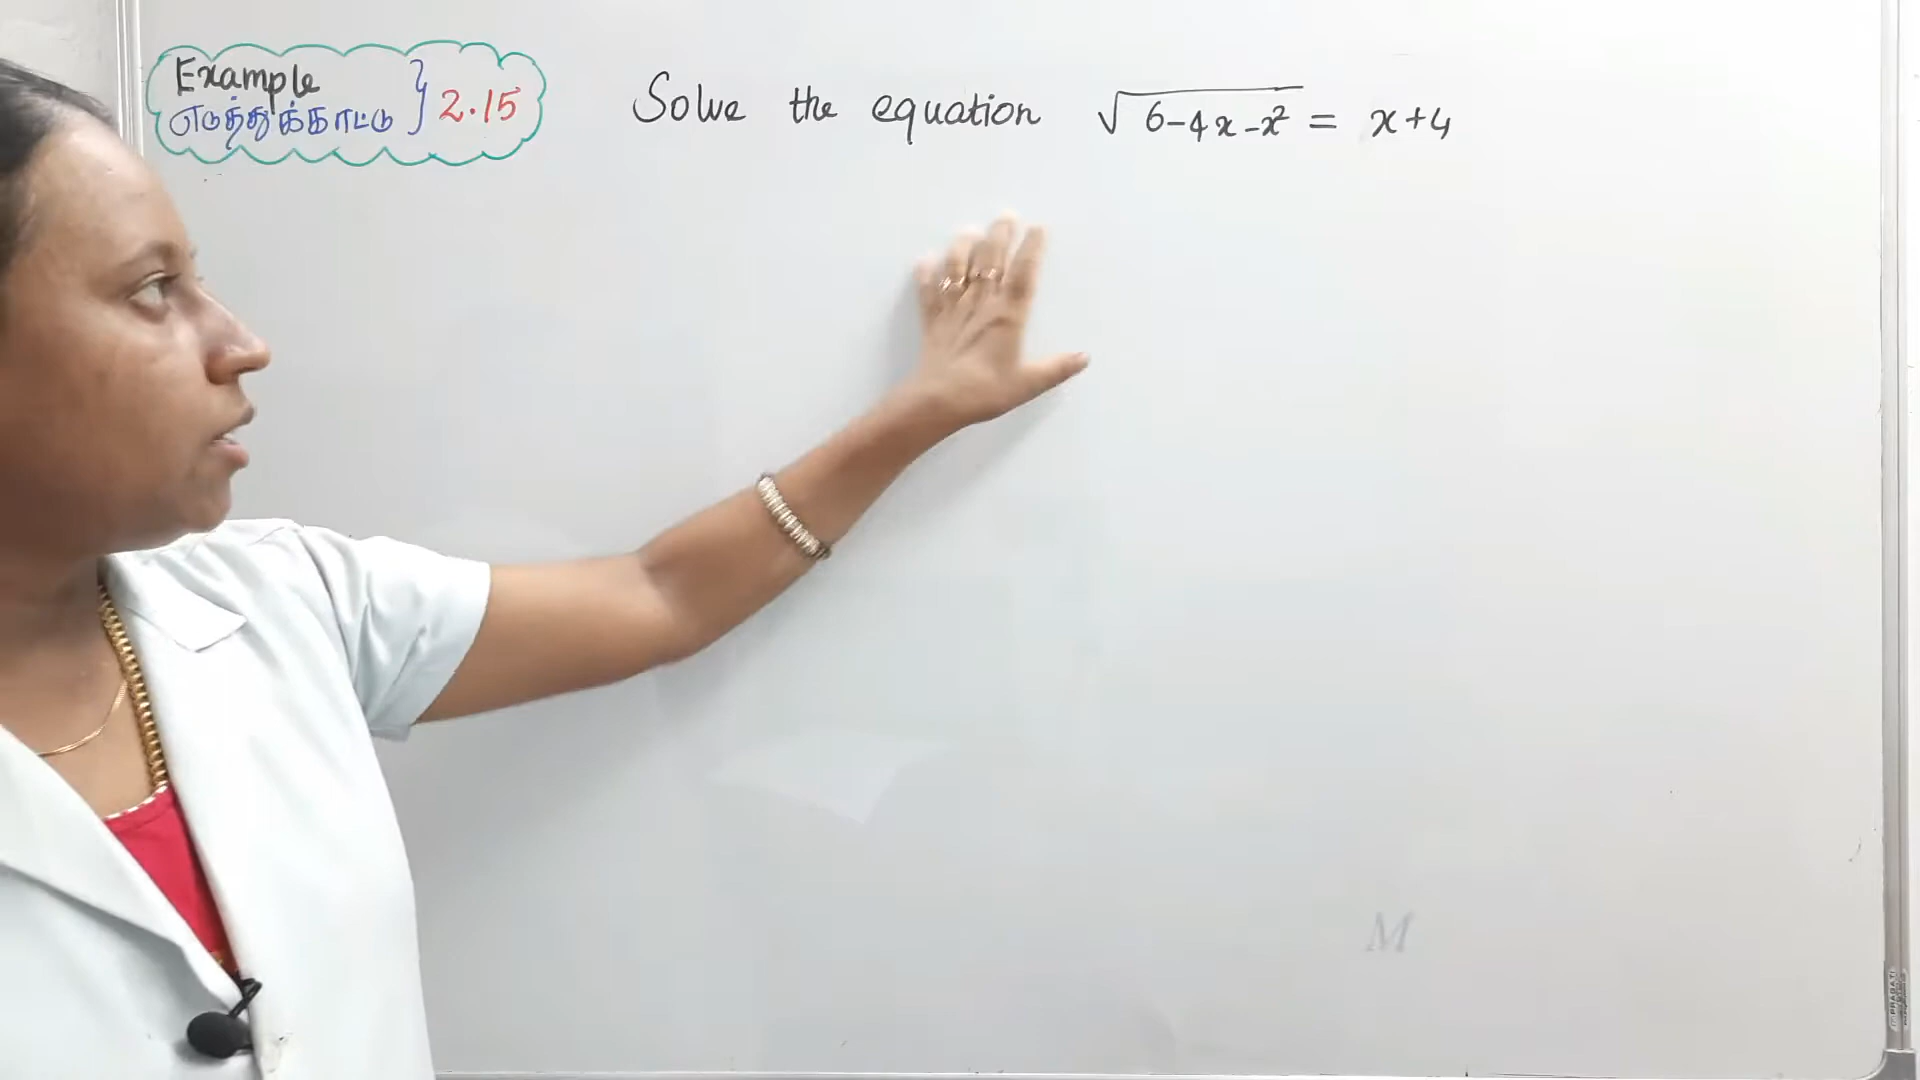 Example
எடுத்துக்காட்டு } 2.15
Solve the equation √(6-4x-x²) = x+4
M